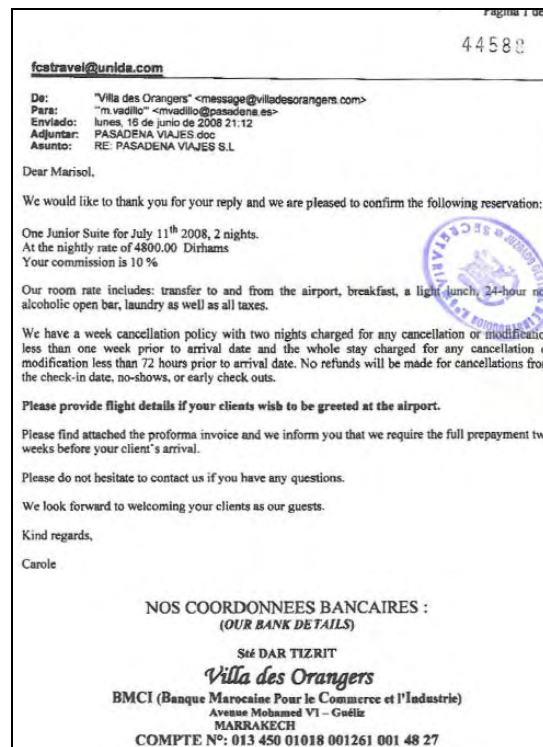 Página 1 de
44588
fcstravel@unida.com
De: "Villa des Orangers" <message@villadesorangers.com>
Para: "m.vadillo" <mvadillo@pasadena.es>
Enviado: lunes, 16 de junio de 2008 21:12
Adjuntar: PASADENA VIAJES.doc
Asunto: RE: PASADENA VIAJES S.L
Dear Marisol,
We would like to thank you for your reply and we are pleased to confirm the following reservation:
One Junior Suite for July 11th 2008, 2 nights.
At the nightly rate of 4800.00 Dirhams
Your commission is 10 %
Our room rate includes: transfer to and from the airport, breakfast, a light lunch, 24-hour no
alcoholic open bar, laundry as well as all taxes.
We have a week cancellation policy with two nights charged for any cancellation or modificatio
less than one week prior to arrival date and the whole stay charged for any cancellation
modification less than 72 hours prior to arrival date. No refunds will be made for cancellations fro
the check-in date, no-shows, or early check outs.
Please provide flight details if your clients wish to be greeted at the airport.
Please find attached the proforma invoice and we inform you that we require the full prepayment tw
weeks before your client's arrival.
Please do not hesitate to contact us if you have any questions.
We look forward to welcoming your clients as our guests.
Kind regards,
Carole
NOS COORDONNEES BANCAIRES :
(OUR BANK DETAILS)
Sté DAR TIZRIT
Villa des Orangers
BMCI (Banque Marocaine Pour le Commerce et l'Industrie)
Avenue Mohamed VI – Guéliz
MARRAKECH
COMPTE Nº: 013 450 01018 001261 001 48 27